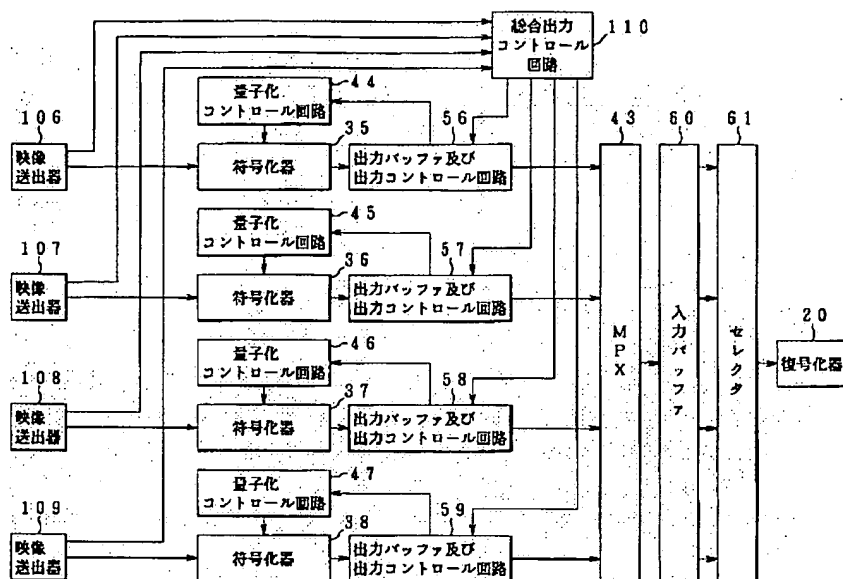 総合出力
コントロール
回路
110
量子化
コントロール回路
44
106
映像
送出器
符号化器
35
出力バッファ及び
出力コントロール回路
56
43
60
61
量子化
コントロール回路
45
107
映像
送出器
符号化器
36
出力バッファ及び
出力コントロール回路
57
MPX
入力バッファ
セレクタ
20
復号化器
量子化
コントロール回路
46
108
映像
送出器
符号化器
37
出力バッファ及び
出力コントロール回路
58
量子化
コントロール回路
47
109
映像
送出器
符号化器
38
出力バッファ及び
出力コントロール回路
59